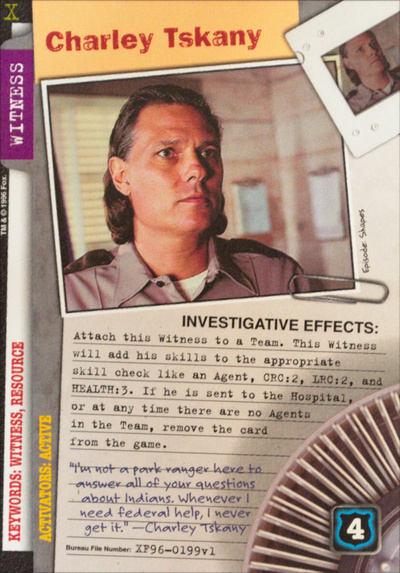 X
Charley Tskany
WITNESS
TM & © 1996 Fox.
Episode: Shapes
INVESTIGATIVE EFFECTS:
Attach this Witness to a Team. This Witness
will add his skills to the appropriate
skill check like an Agent, CRC:2, LRC:2, and
HEALTH:3. If he is sent to the Hospital,
or at any time there are no Agents
in the Team, remove the card
from the game.
KEYWORDS: WITNESS, RESOURCE
ACTIVATORS: ACTIVE
"I'm not a park ranger here to
answer all of your questions
about Indians. Whenever I
need federal help, I never
get it." —Charley Tskany
Bureau File Number: XF96-0199v1
4